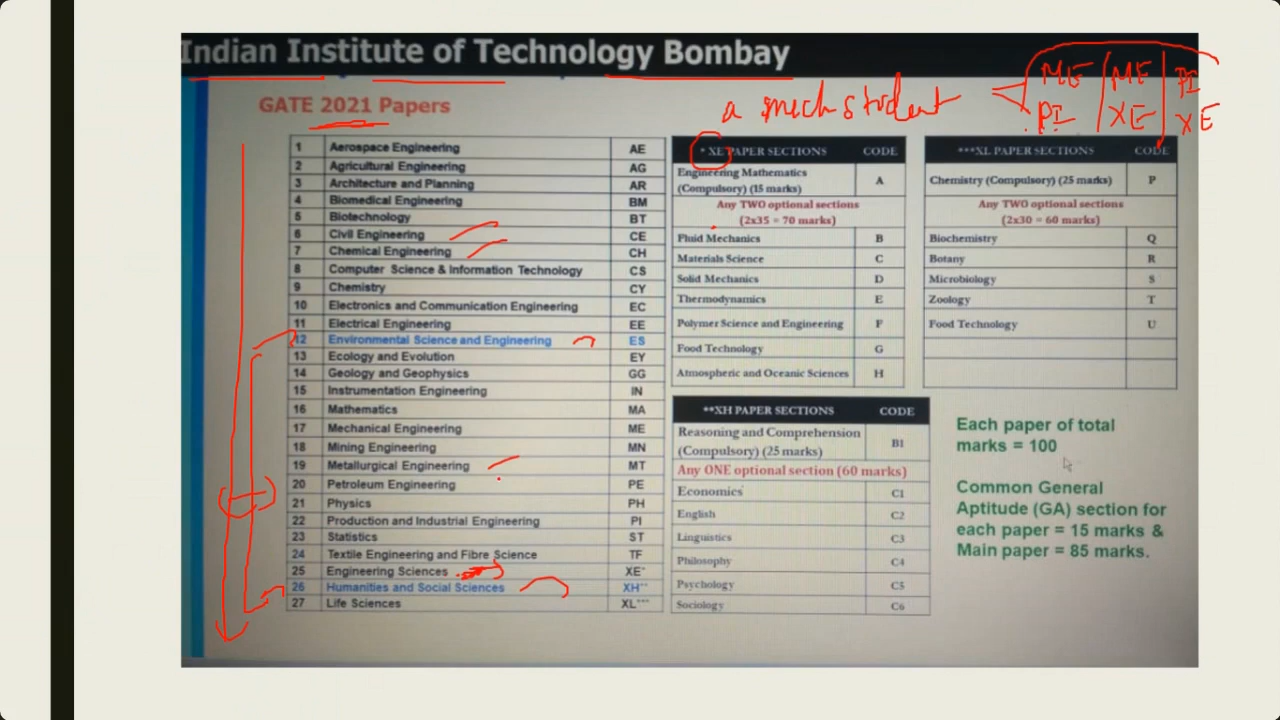 Indian Institute of Technology Bombay
GATE 2021 Papers
a mech student
ME | ME | PI
PI | XE | XE
1 Aerospace Engineering AE
2 Agricultural Engineering AG
3 Architecture and Planning AR
4 Biomedical Engineering BM
5 Biotechnology BT
6 Civil Engineering CE
7 Chemical Engineering CH
8 Computer Science & Information Technology CS
9 Chemistry CY
10 Electronics and Communication Engineering EC
11 Electrical Engineering EE
12 Environmental Science and Engineering ES
13 Ecology and Evolution EY
14 Geology and Geophysics GG
15 Instrumentation Engineering IN
16 Mathematics MA
17 Mechanical Engineering ME
18 Mining Engineering MN
19 Metallurgical Engineering MT
20 Petroleum Engineering PE
21 Physics PH
22 Production and Industrial Engineering PI
23 Statistics ST
24 Textile Engineering and Fibre Science TF
25 Engineering Sciences XE*
26 Humanities and Social Sciences XH**
27 Life Sciences XL***
* XE PAPER SECTIONS CODE
Engineering Mathematics
(Compulsory) (15 marks) A
Any TWO optional sections
(2x35 = 70 marks)
Fluid Mechanics B
Materials Science C
Solid Mechanics D
Thermodynamics E
Polymer Science and Engineering F
Food Technology G
Atmospheric and Oceanic Sciences H
***XL PAPER SECTIONS CODE
Chemistry (Compulsory) (25 marks) P
Any TWO optional sections
(2x30 = 60 marks)
Biochemistry Q
Botany R
Microbiology S
Zoology T
Food Technology U
**XH PAPER SECTIONS CODE
Reasoning and Comprehension
(Compulsory) (25 marks) B1
Any ONE optional section (60 marks)
Economics C1
English C2
Linguistics C3
Philosophy C4
Psychology C5
Sociology C6
Each paper of total
marks = 100
Common General
Aptitude (GA) section for
each paper = 15 marks &
Main paper = 85 marks.